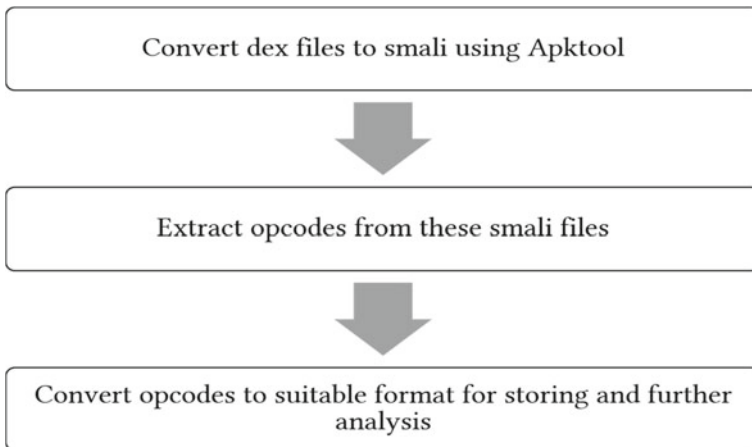 Convert dex files to smali using Apktool
Extract opcodes from these smali files
Convert opcodes to suitable format for storing and further
analysis